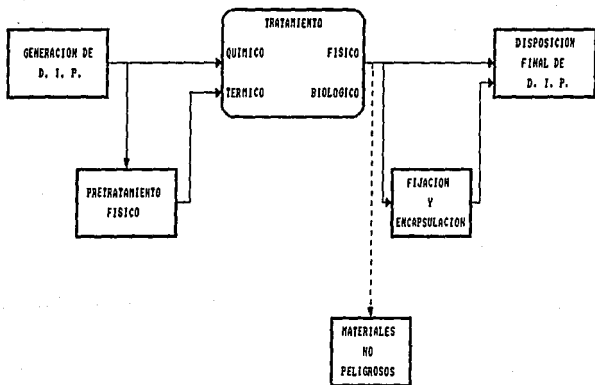 GENERACION DE
D. I. P.
TRATAMIENTO
QUIMICO FISICO
TERMICO BIOLOGICO
DISPOSICION
FINAL DE
D. I. P.
PRETRATAMIENTO
FISICO
FIJACION
Y
ENCAPSULACION
MATERIALES
NO
PELIGROSOS